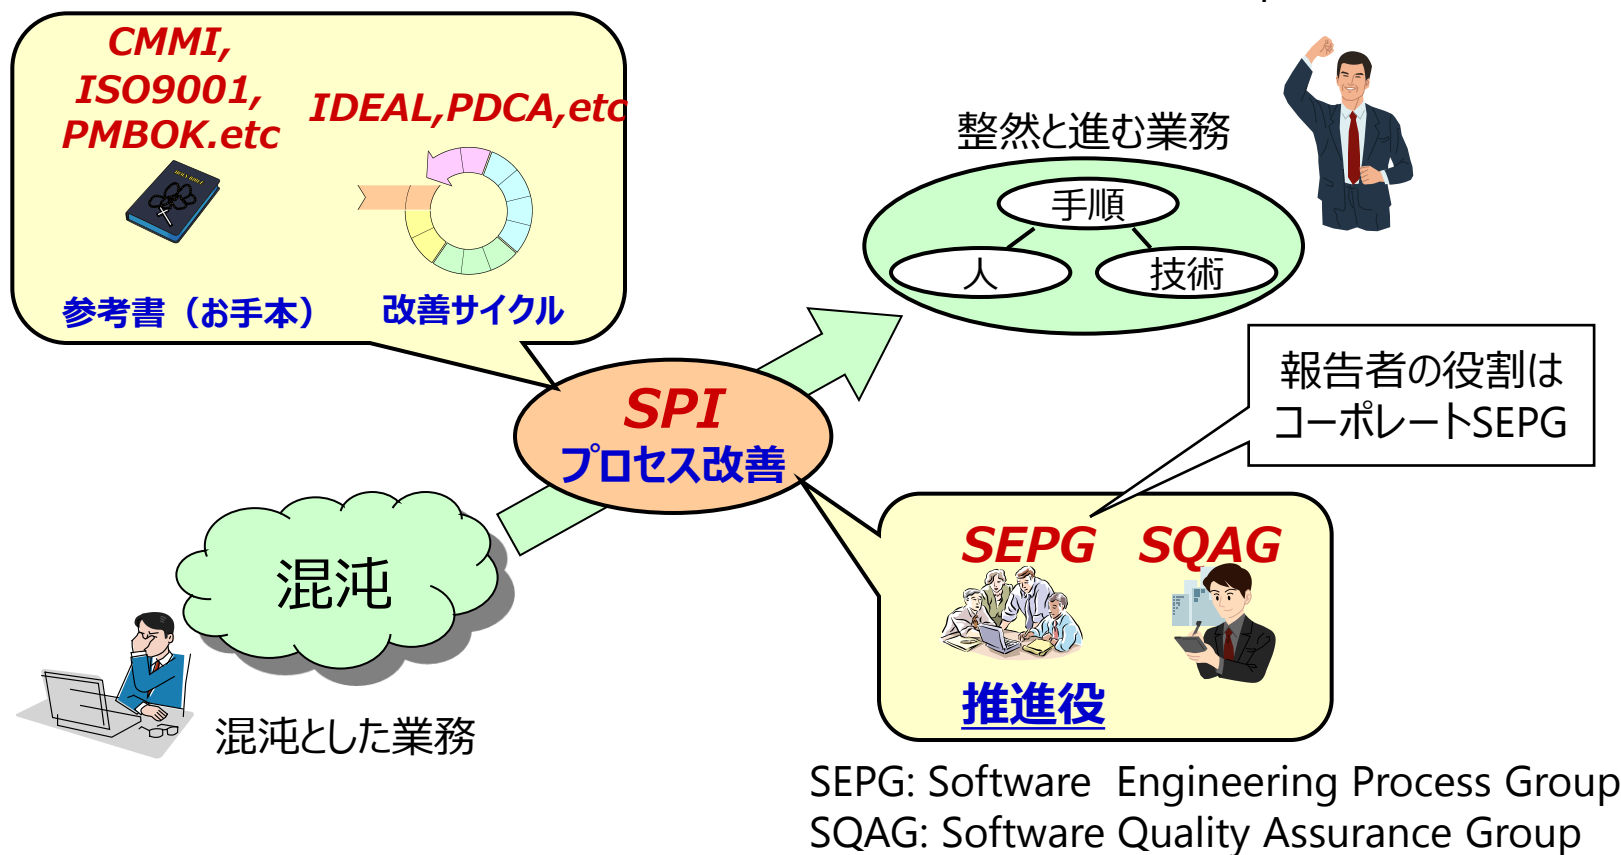 CMMI,
ISO9001,
PMBOK.etc
IDEAL,PDCA,etc
HOLY BIBLE
参考書（お手本）
改善サイクル
整然と進む業務
手順
人
技術
SPI
プロセス改善
報告者の役割は
コーポレートSEPG
混沌
混沌とした業務
SEPG
SQAG
推進役
SEPG: Software Engineering Process Group
SQAG: Software Quality Assurance Group